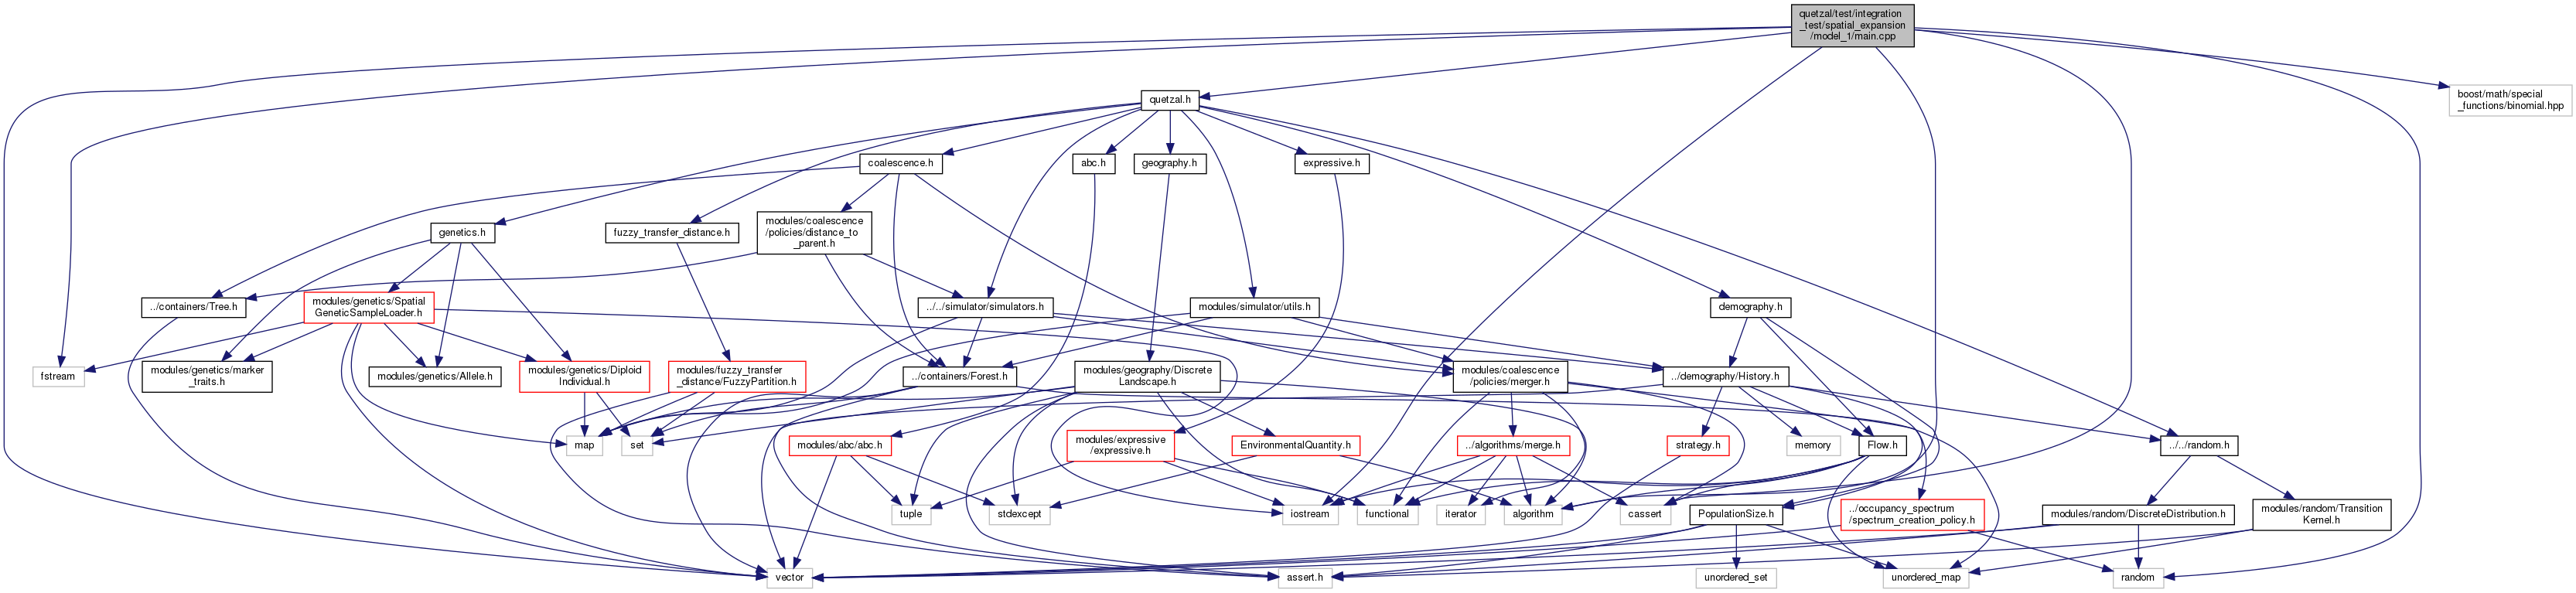 quetzal/test/integration
_test/spatial_expansion
/model_1/main.cpp
quetzal.h
boost/math/special
_functions/binomial.hpp
coalescence.h
abc.h
geography.h
expressive.h
modules/coalescence
/policies/distance_to
_parent.h
genetics.h
fuzzy_transfer_distance.h
../containers/Tree.h
modules/genetics/Spatial
GeneticSampleLoader.h
../../simulator/simulators.h
modules/simulator/utils.h
demography.h
fstream
modules/genetics/marker
_traits.h
modules/genetics/Allele.h
modules/genetics/Diploid
Individual.h
modules/fuzzy_transfer
_distance/FuzzyPartition.h
../containers/Forest.h
modules/geography/Discrete
Landscape.h
modules/coalescence
/policies/merger.h
../demography/History.h
map
set
modules/abc/abc.h
modules/expressive
/expressive.h
EnvironmentalQuantity.h
../algorithms/merge.h
strategy.h
memory
Flow.h
../../random.h
tuple
stdexcept
iostream
functional
iterator
algorithm
cassert
PopulationSize.h
../occupancy_spectrum
/spectrum_creation_policy.h
modules/random/DiscreteDistribution.h
modules/random/Transition
Kernel.h
vector
assert.h
unordered_set
unordered_map
random